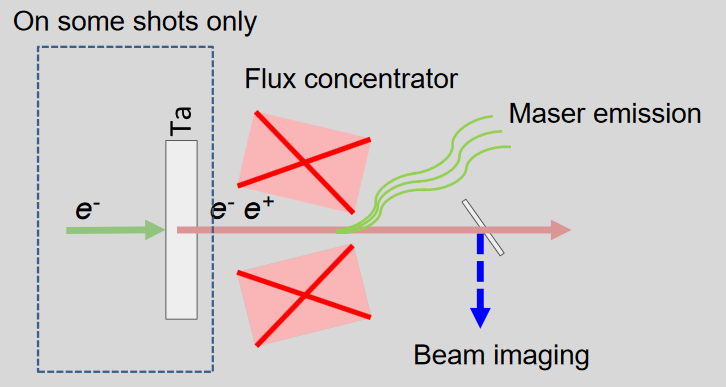 On some shots only
Flux concentrator
Maser emission
Ta
e-
e- e+
Beam imaging